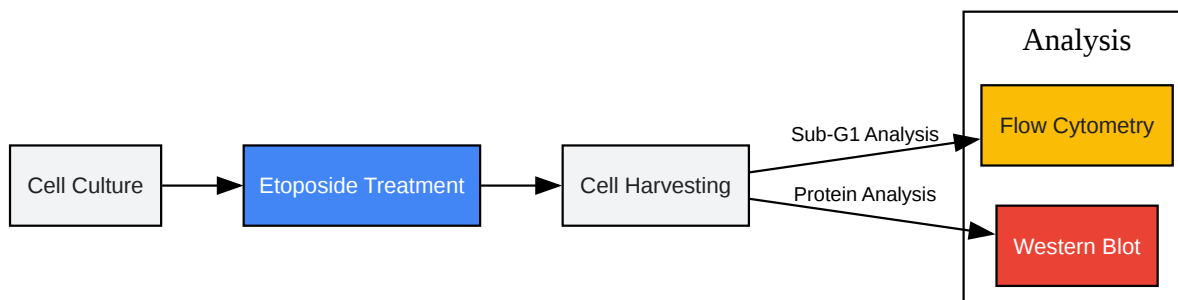 Analysis
Cell Culture
Etoposide Treatment
Cell Harvesting
Sub-G1 Analysis
Protein Analysis
Flow Cytometry
Western Blot